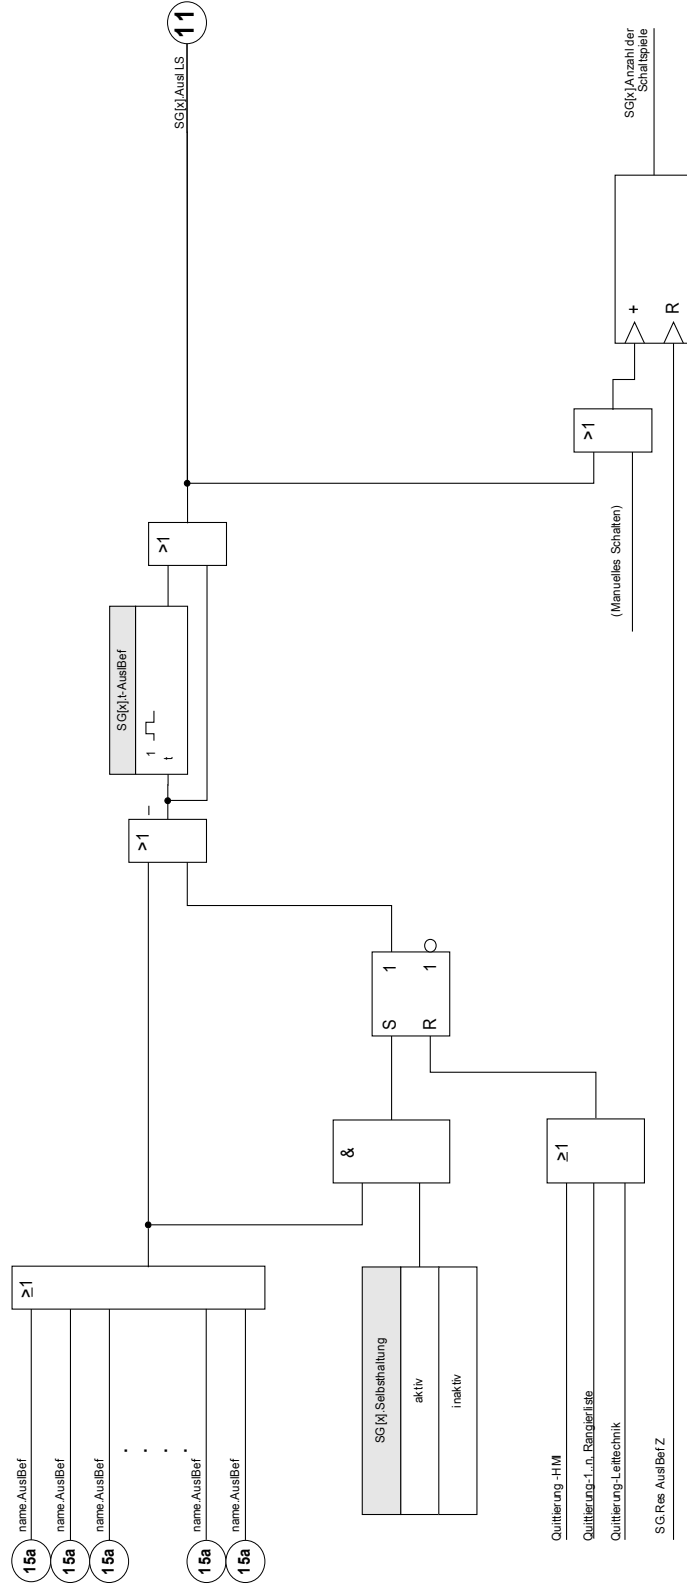 15a
name.AuslBef
15a
name.AuslBef
15a
name.AuslBef
. . . .
15a
name.AuslBef
15a
name.AuslBef
≥1
SG[x].Selbsthaltung
aktiv
inaktiv
Quittierung -HMI
Quittierung-1..n, Rangierliste
Quittierung-Leittechnik
SG.Res AuslBef Z
&
≥1
S 1
R 1
>1
SG[x].t-AuslBef
1
t
>1
(Manuelles Schalten)
>1
+
R
SG[x].Ausl LS
11
SG[x].Anzahl der
Schaltspiele